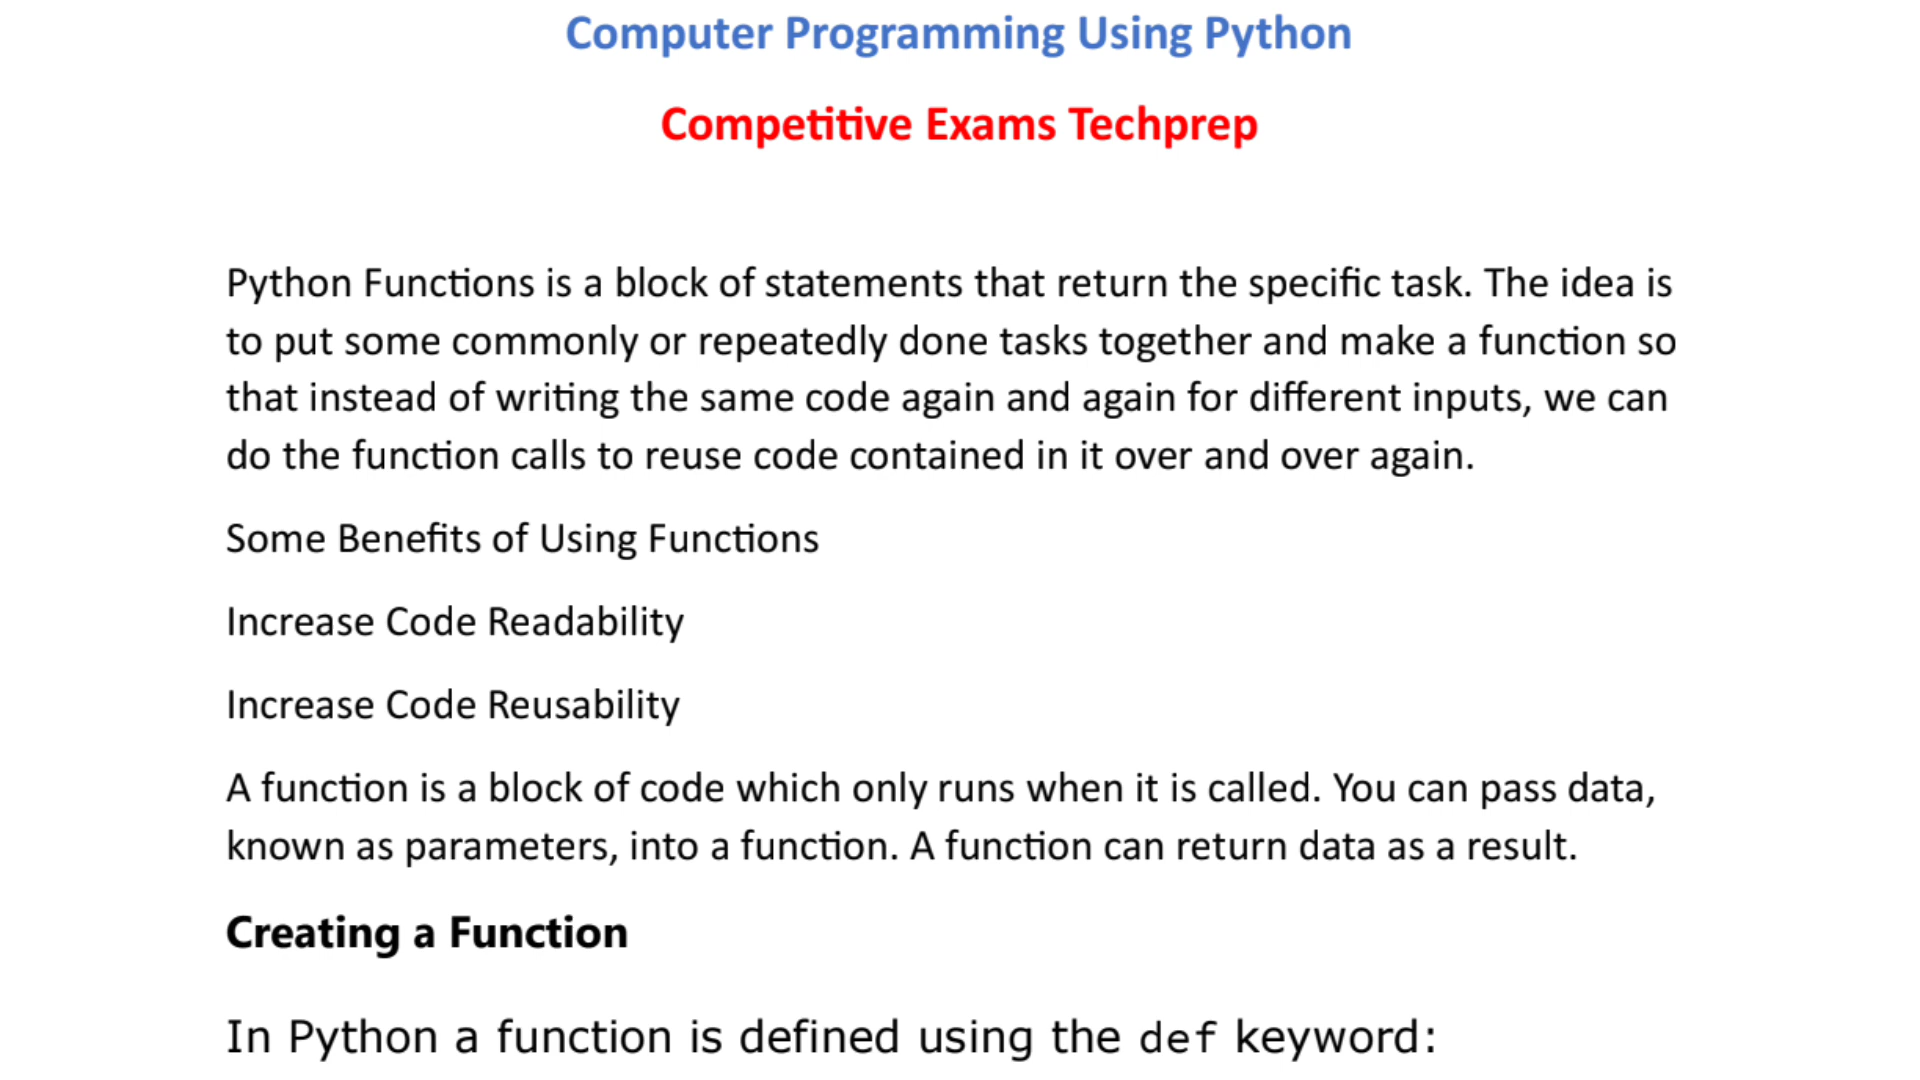 Computer Programming Using Python
Competitive Exams Techprep
Python Functions is a block of statements that return the specific task. The idea is
to put some commonly or repeatedly done tasks together and make a function so
that instead of writing the same code again and again for different inputs, we can
do the function calls to reuse code contained in it over and over again.
Some Benefits of Using Functions
Increase Code Readability
Increase Code Reusability
A function is a block of code which only runs when it is called. You can pass data,
known as parameters, into a function. A function can return data as a result.
Creating a Function
In Python a function is defined using the def keyword: